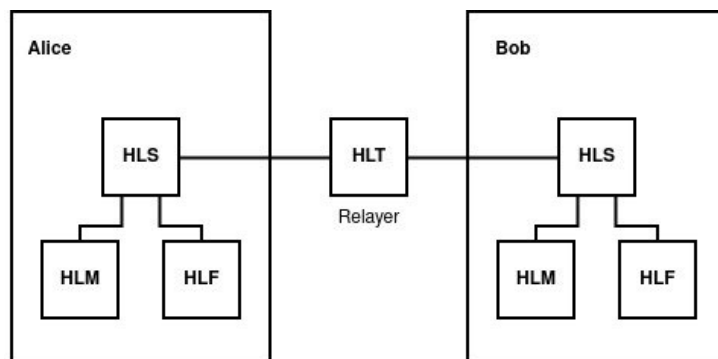 Alice
Bob
HLS
HLT
HLS
Relayer
HLM
HLF
HLM
HLF